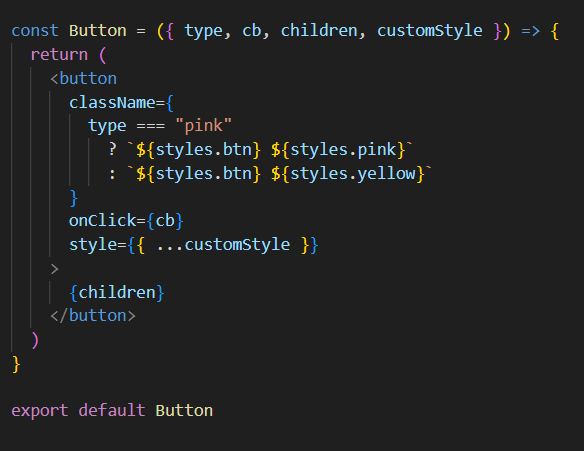 const Button = ({ type, cb, children, customStyle }) => {
  return (
    <button
      className={
        type === "pink"
          ? `${styles.btn} ${styles.pink}`
          : `${styles.btn} ${styles.yellow}`
      }
      onClick={cb}
      style={{ ...customStyle }}
    >
      {children}
    </button>
  )
}

export default Button